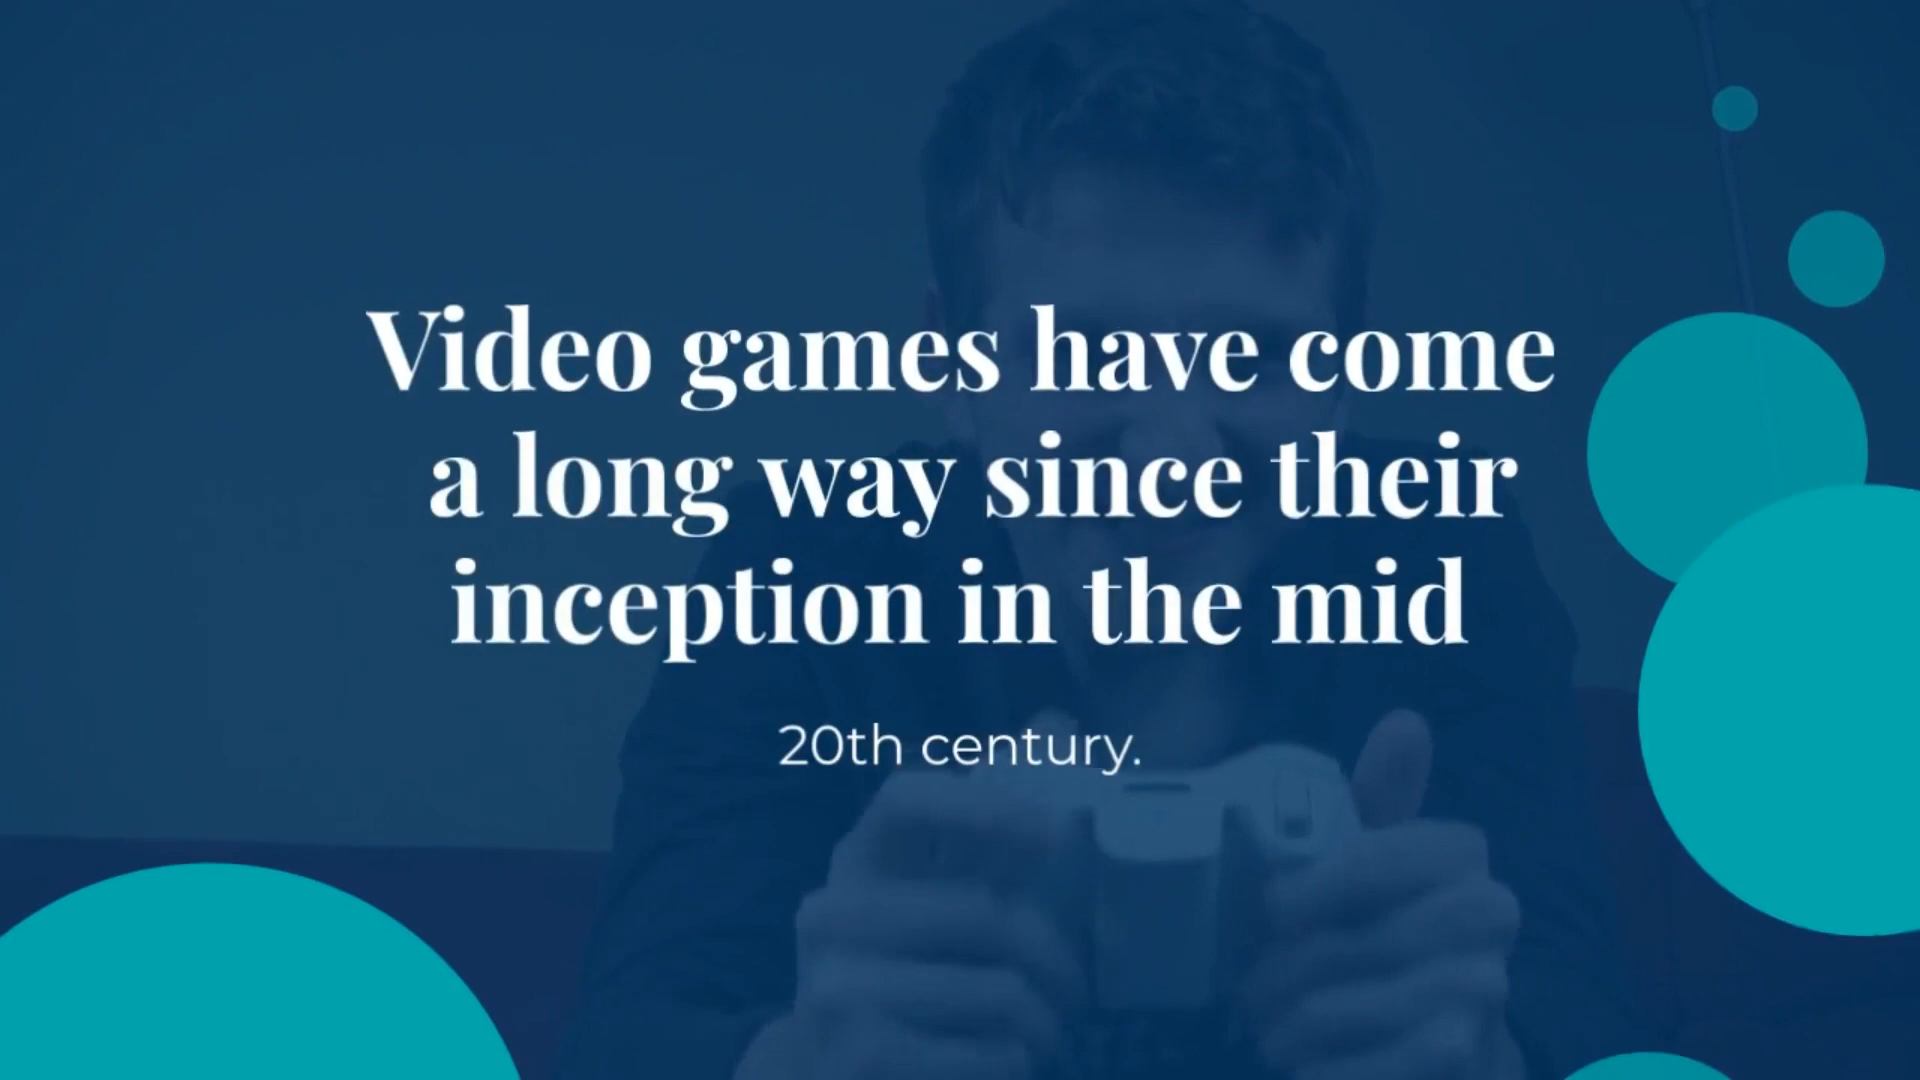 Video games have come
a long way since their
inception in the mid
20th century.